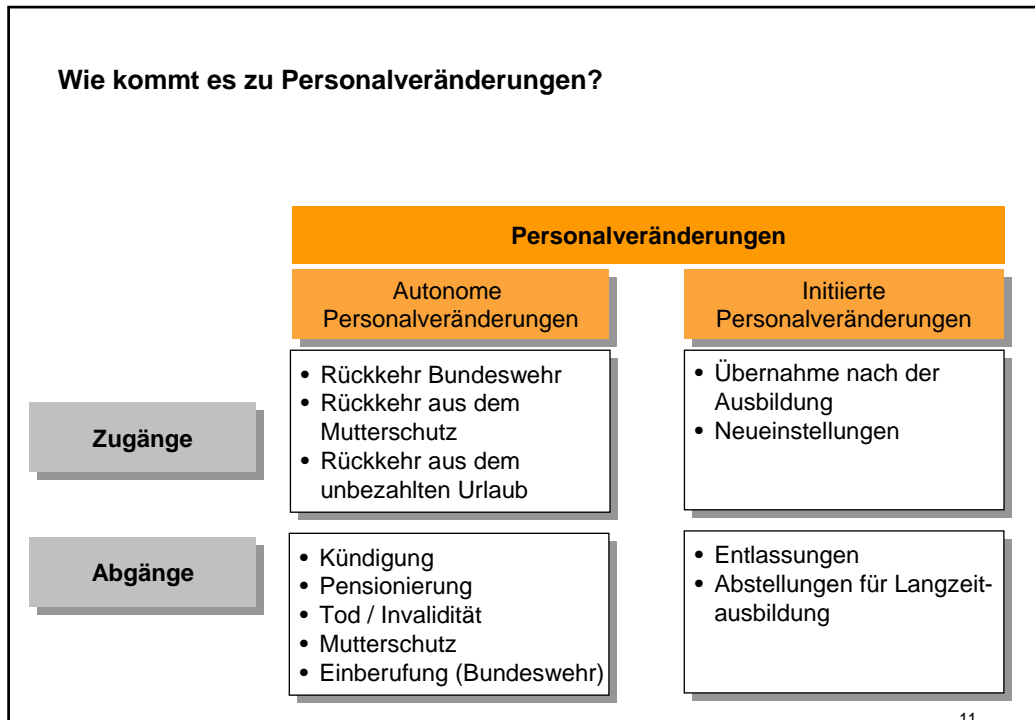 Wie kommt es zu Personalveränderungen?
Personalveränderungen
Autonome
Personalveränderungen
Initiierte
Personalveränderungen
Zugänge
• Rückkehr Bundeswehr
• Rückkehr aus dem
Mutterschutz
• Rückkehr aus dem
unbezahlten Urlaub
• Übernahme nach der
Ausbildung
• Neueinstellungen
Abgänge
• Kündigung
• Pensionierung
• Tod / Invalidität
• Mutterschutz
• Einberufung (Bundeswehr)
• Entlassungen
• Abstellungen für Langzeit-
ausbildung
11